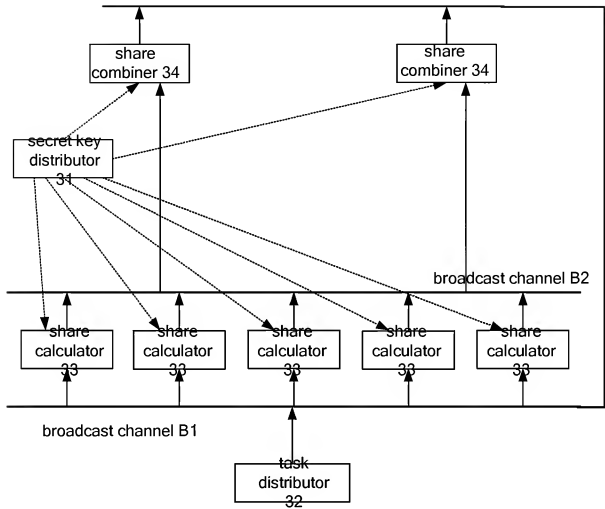 share
combiner 34
share
combiner 34
secret key
distributor
31
broadcast channel B2
share
calculator
33
share
calculator
33
share
calculator
33
share
calculator
33
share
calculator
33
broadcast channel B1
task
distributor
32